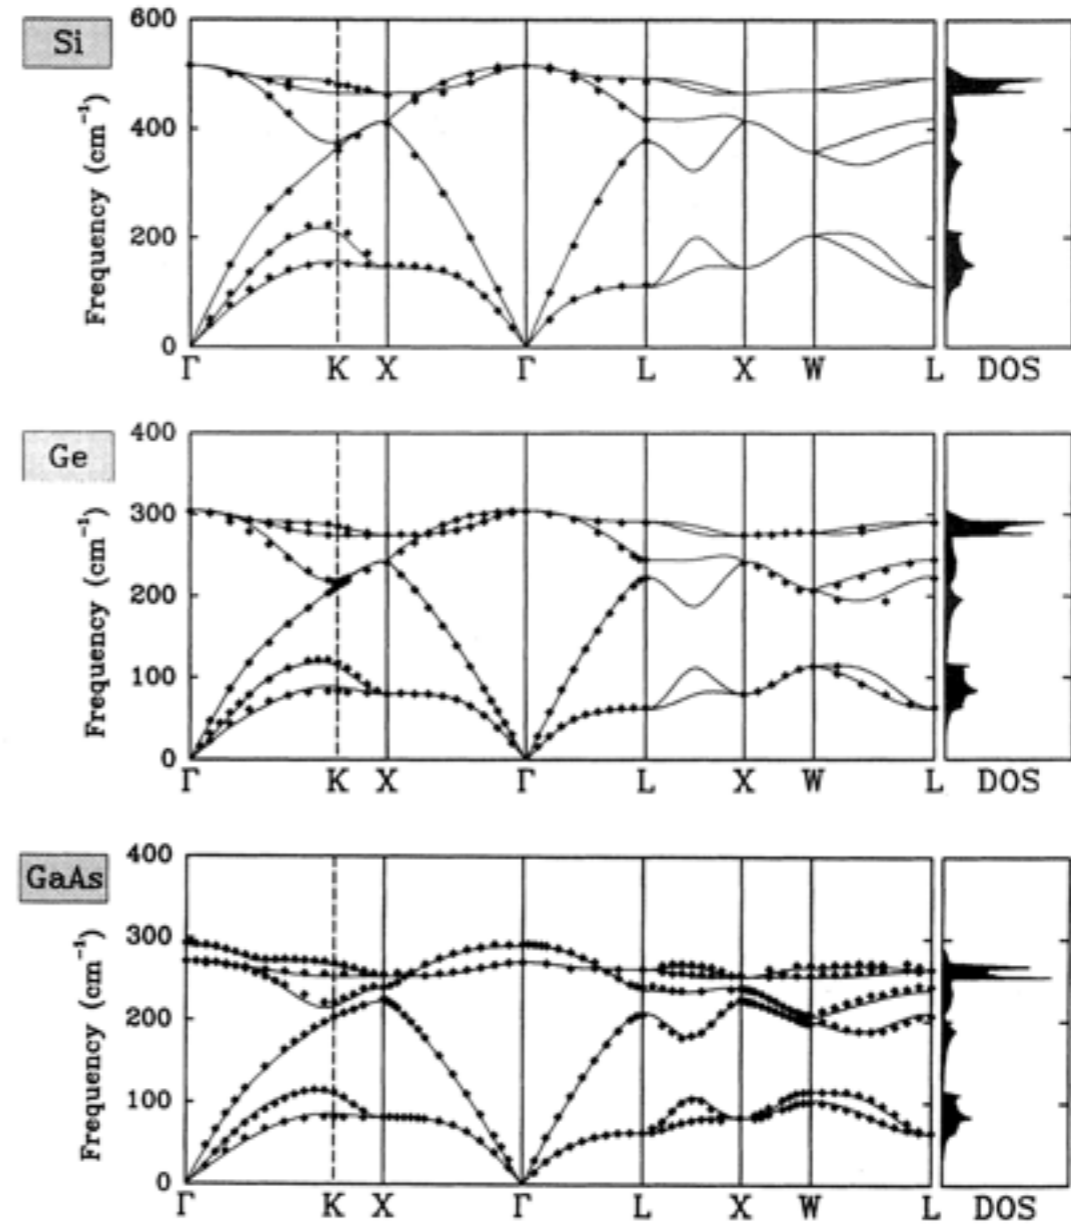 Si
Frequency (cm⁻¹)
600
400
200
0
Γ K X Γ L X W L DOS
Ge
Frequency (cm⁻¹)
400
300
200
100
0
Γ K X Γ L X W L DOS
GaAs
Frequency (cm⁻¹)
400
300
200
100
0
Γ K X Γ L X W L DOS